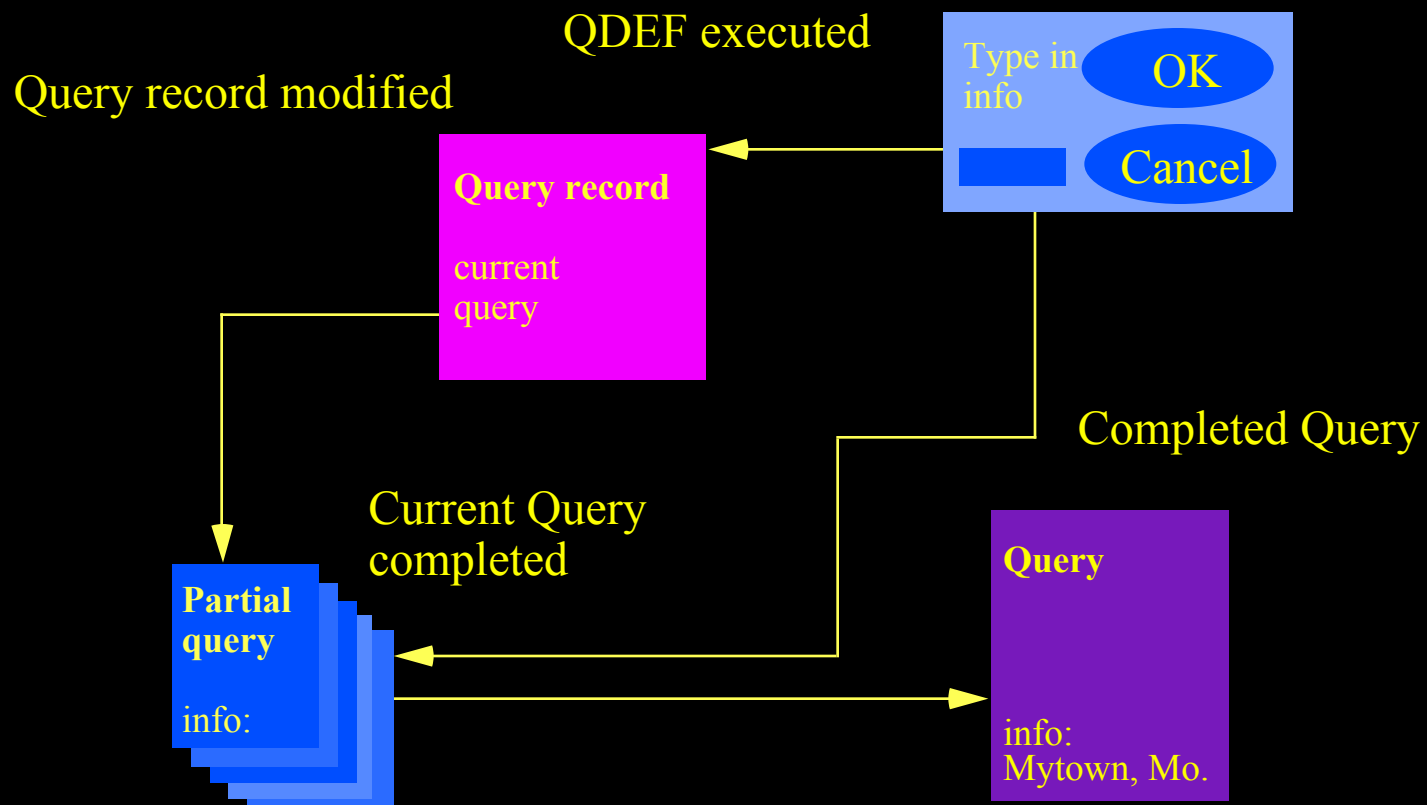 QDEF executed
Type in
info
OK
Cancel
Query record modified
Query record
current
query
Completed Query
Current Query
completed
Partial
query
info:
Query
info:
Mytown, Mo.